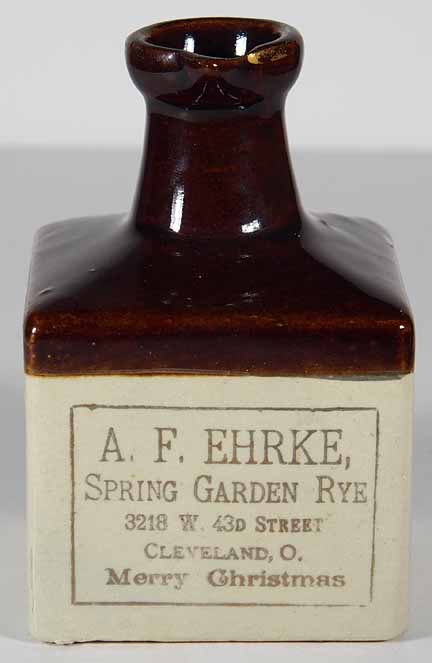 A. F. EHRKE,
SPRING GARDEN RYE
3218 W. 43D STREET
CLEVELAND, O.
Merry Christmas